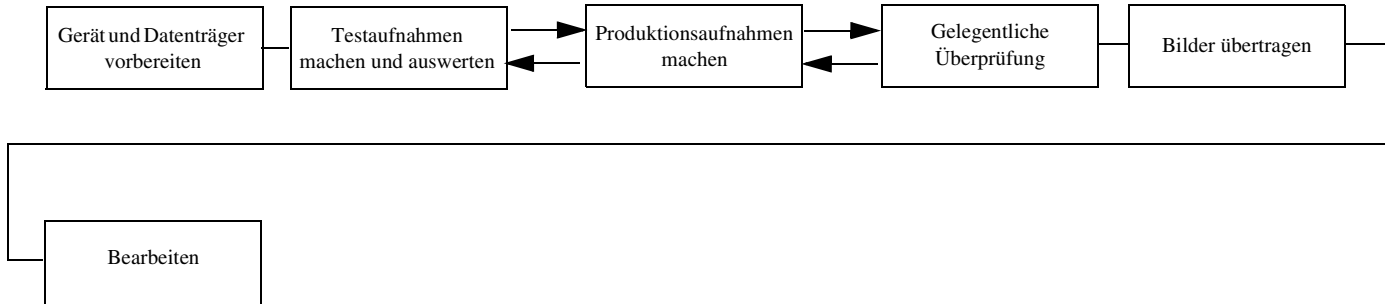 Gerät und Datenträger
vorbereiten
Testaufnahmen
machen und auswerten
Produktionsaufnahmen
machen
Gelegentliche
Überprüfung
Bilder übertragen
Bearbeiten